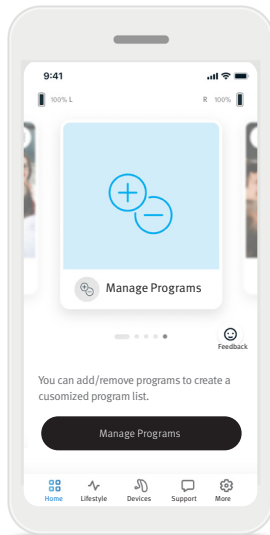 9:41
100% L
R 100%
Manage Programs
Feedback
You can add/remove programs to create a
cusomized program list.
Manage Programs
Home Lifestyle Devices Support More